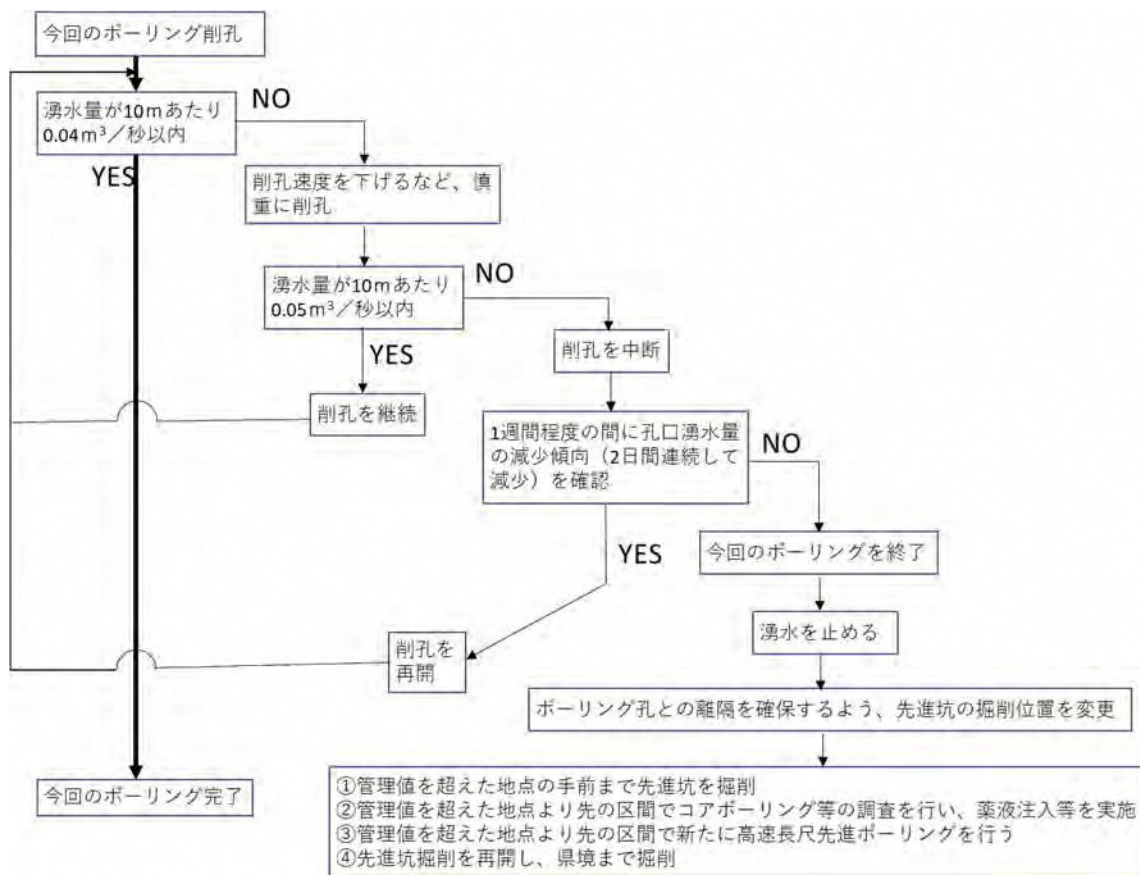 今回のボーリング削孔
湧水量が10mあたり
0.04m³／秒以内
NO
YES
削孔速度を下げるなど、慎
重に削孔
湧水量が10mあたり
0.05m³／秒以内
NO
YES
削孔を中断
削孔を継続
1週間程度の間に孔口湧水量
の減少傾向（2日間連続して
減少）を確認
NO
YES
今回のボーリングを終了
湧水を止める
削孔を
再開
ボーリング孔との離隔を確保するよう、先進坑の掘削位置を変更
今回のボーリング完了
①管理値を超えた地点の手前まで先進坑を掘削
②管理値を超えた地点より先の区間でコアボーリング等の調査を行い、薬液注入等を実施
③管理値を超えた地点より先の区間で新たに高速長尺先進ボーリングを行う
④先進坑掘削を再開し、県境まで掘削